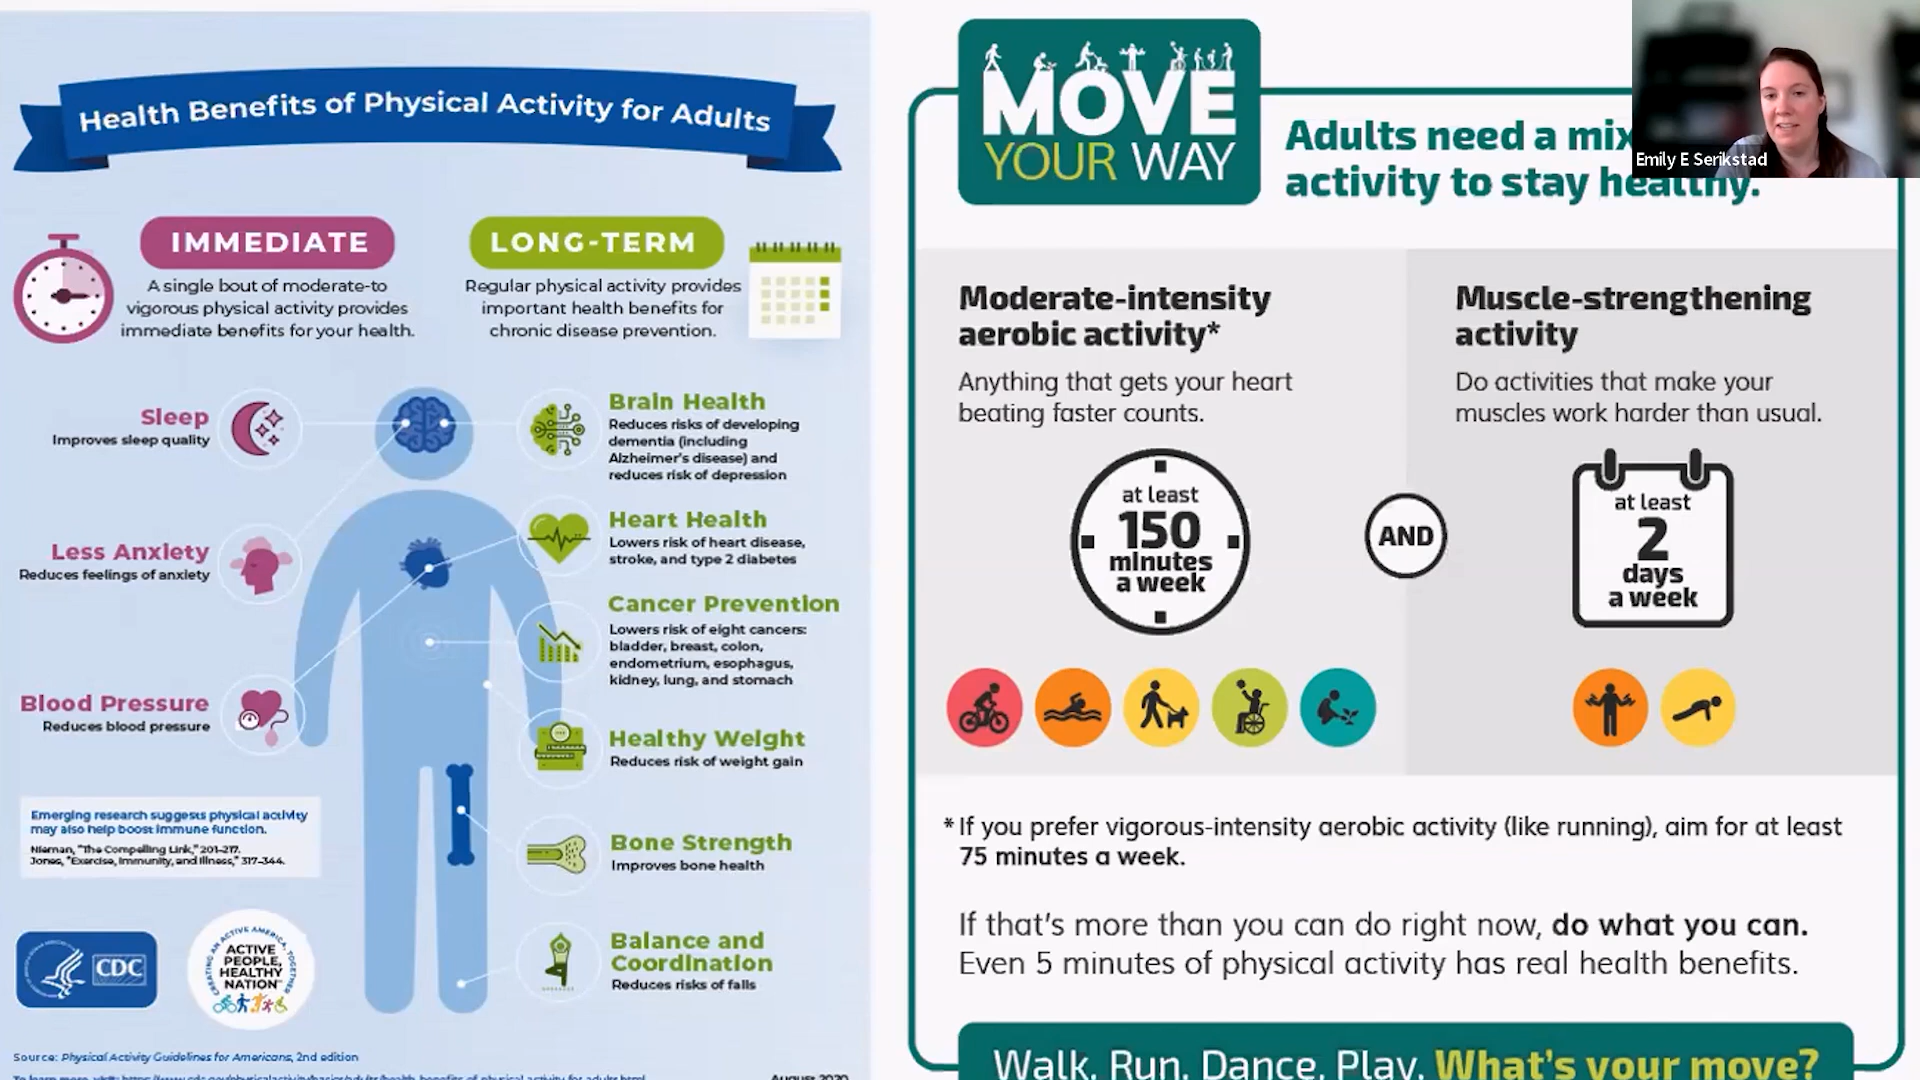 Health Benefits of Physical Activity for Adults
IMMEDIATE
A single bout of moderate-to
vigorous physical activity provides
immediate benefits for your health.
LONG-TERM
Regular physical activity provides
important health benefits for
chronic disease prevention.
Sleep
Improves sleep quality
Less Anxiety
Reduces feelings of anxiety
Blood Pressure
Reduces blood pressure
Brain Health
Reduces risks of developing
dementia (including
Alzheimer's disease) and
reduces risk of depression
Heart Health
Lowers risk of heart disease,
stroke, and type 2 diabetes
Cancer Prevention
Lowers risk of eight cancers:
bladder, breast, colon,
endometrium, esophagus,
kidney, lung, and stomach
Healthy Weight
Reduces risk of weight gain
Bone Strength
Improves bone health
Balance and
Coordination
Reduces risks of falls
Emerging research suggests physical activity
may also help boost immune function.
Nieman, "The Compelling Link," 201-217.
Jones, "Exercise, Immunity, and Illness," 317-344.
CDC
CREATING AN ACTIVE AMERICA, TOGETHER
ACTIVE
PEOPLE,
HEALTHY
NATION
Source: Physical Activity Guidelines for Americans, 2nd edition
August 2020
MOVE
YOUR WAY
Adults need a mix
activity to stay healthy.
Emily E Serikstad
Moderate-intensity
aerobic activity*
Anything that gets your heart
beating faster counts.
at least
150
minutes
a week
AND
Muscle-strengthening
activity
Do activities that make your
muscles work harder than usual.
at least
2
days
a week
* If you prefer vigorous-intensity aerobic activity (like running), aim for at least
75 minutes a week.
If that's more than you can do right now, do what you can.
Even 5 minutes of physical activity has real health benefits.
Walk. Run. Dance. Play. What's your move?